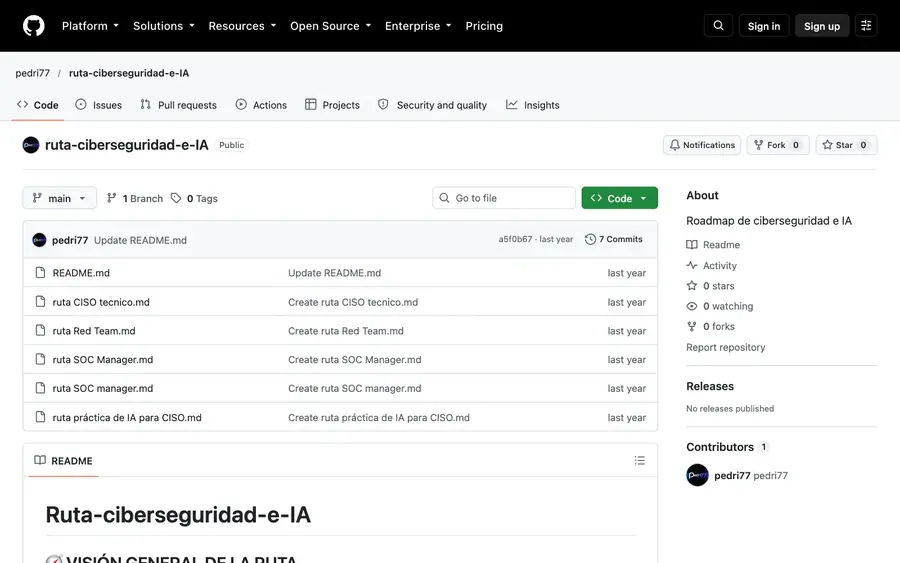 Platform Solutions Resources Open Source Enterprise Pricing Sign in Sign up
pedri77 / ruta-ciberseguridad-e-IA
Code Issues Pull requests Actions Projects Security and quality Insights
ruta-ciberseguridad-e-IA Public Notifications Fork 0 Star 0
main 1 Branch 0 Tags Go to file Code
pedri77 Update README.md a5f0b67 · last year 7 Commits
README.md Update README.md last year
ruta CISO tecnico.md Create ruta CISO tecnico.md last year
ruta Red Team.md Create ruta Red Team.md last year
ruta SOC Manager.md Create ruta SOC Manager.md last year
ruta SOC manager.md Create ruta SOC manager.md last year
ruta práctica de IA para CISO.md Create ruta práctica de IA para CISO.md last year
README
Ruta-ciberseguridad-e-IA
VISIÓN GENERAL DE LA RUTA
About
Roadmap de ciberseguridad e IA
Readme
Activity
0 stars
0 watching
0 forks
Report repository
Releases
No releases published
Contributors 1
pedri77 pedri77